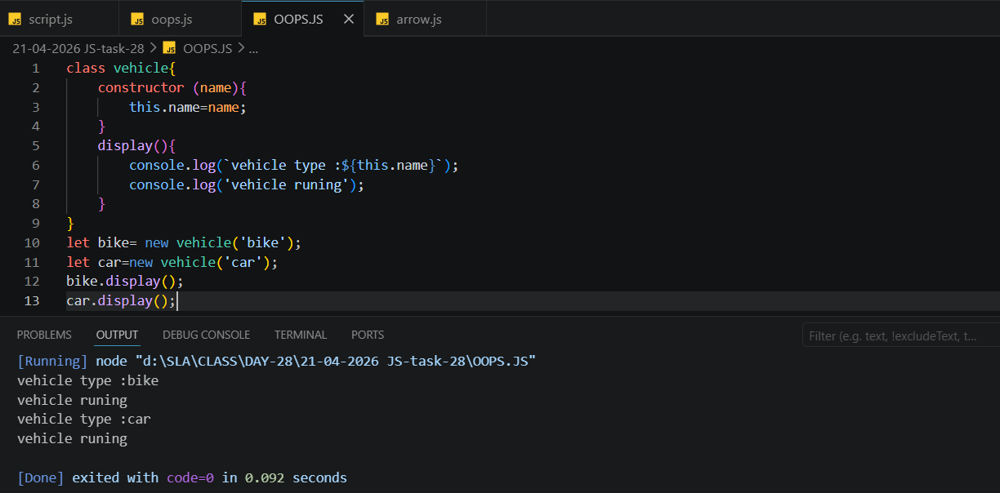 script.js oops.js OOPS.JS arrow.js
21-04-2026 JS-task-28 > OOPS.JS > ...
1 class vehicle{
2     constructor (name){
3         this.name=name;
4     }
5     display(){
6         console.log(`vehicle type :${this.name}`);
7         console.log('vehicle runing');
8     }
9 }
10 let bike= new vehicle('bike');
11 let car=new vehicle('car');
12 bike.display();
13 car.display();
PROBLEMS OUTPUT DEBUG CONSOLE TERMINAL PORTS Filter (e.g. text, !excludeText, t...
[Running] node "d:\SLA\CLASS\DAY-28\21-04-2026 JS-task-28\OOPS.JS"
vehicle type :bike
vehicle runing
vehicle type :car
vehicle runing
[Done] exited with code=0 in 0.092 seconds